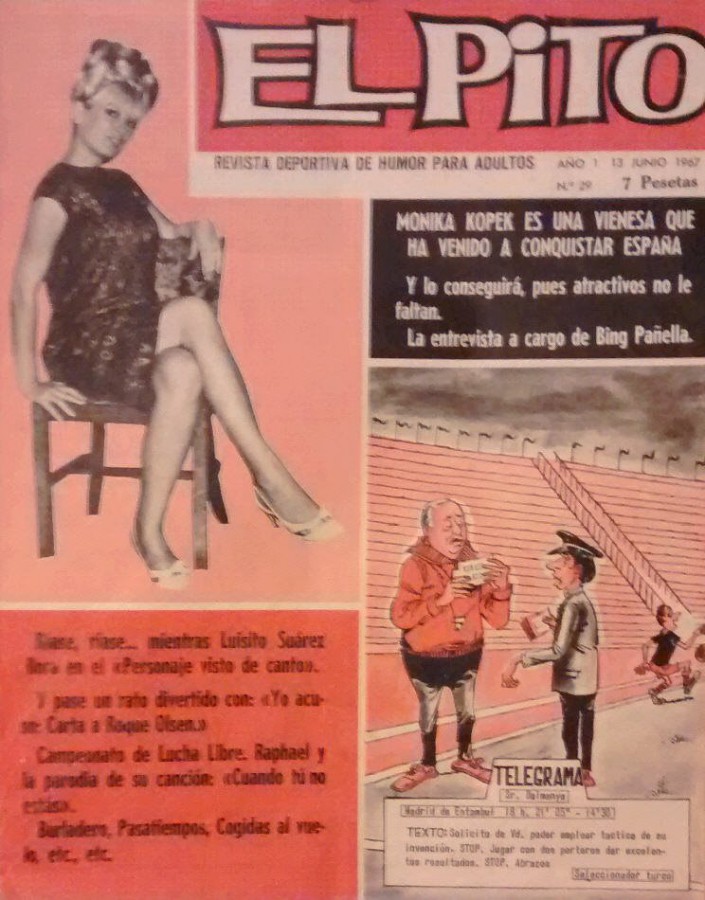 EL PiTO
REVISTA DEPORTIVA DE HUMOR PARA ADULTOS
AÑO 1 13 JUNIO 1967
N.º 29 7 Pesetas
MONIKA KOPEK ES UNA VIENESA QUE
HA VENIDO A CONQUISTAR ESPAÑA
Y lo conseguirá, pues atractivos no le
faltan.
La entrevista a cargo de Bing Pañella.
Ríase, ríase... mientras Luisito Suárez
llora en el «Personaje visto de canto».
Y pase un rato divertido con: «Yo acu-
so: Carta a Roque Olsen.»
Campeonato de Lucha Libre. Raphael y
la parodia de su canción: «Cuando tú no
estás».
Burladero, Pasatiempos, Cogidas al vue-
lo, etc., etc.
TELEGRAMA
Sr. Dalmanya
Madrid de Estambul 18 h. 21' 05" - (4'30)
TEXTO: Solicito de Vd. poder emplear tactica de su
invención. STOP. Jugar con dos porteros dar excelen-
tes resultados. STOP. Abrazos
Seleccionador turco